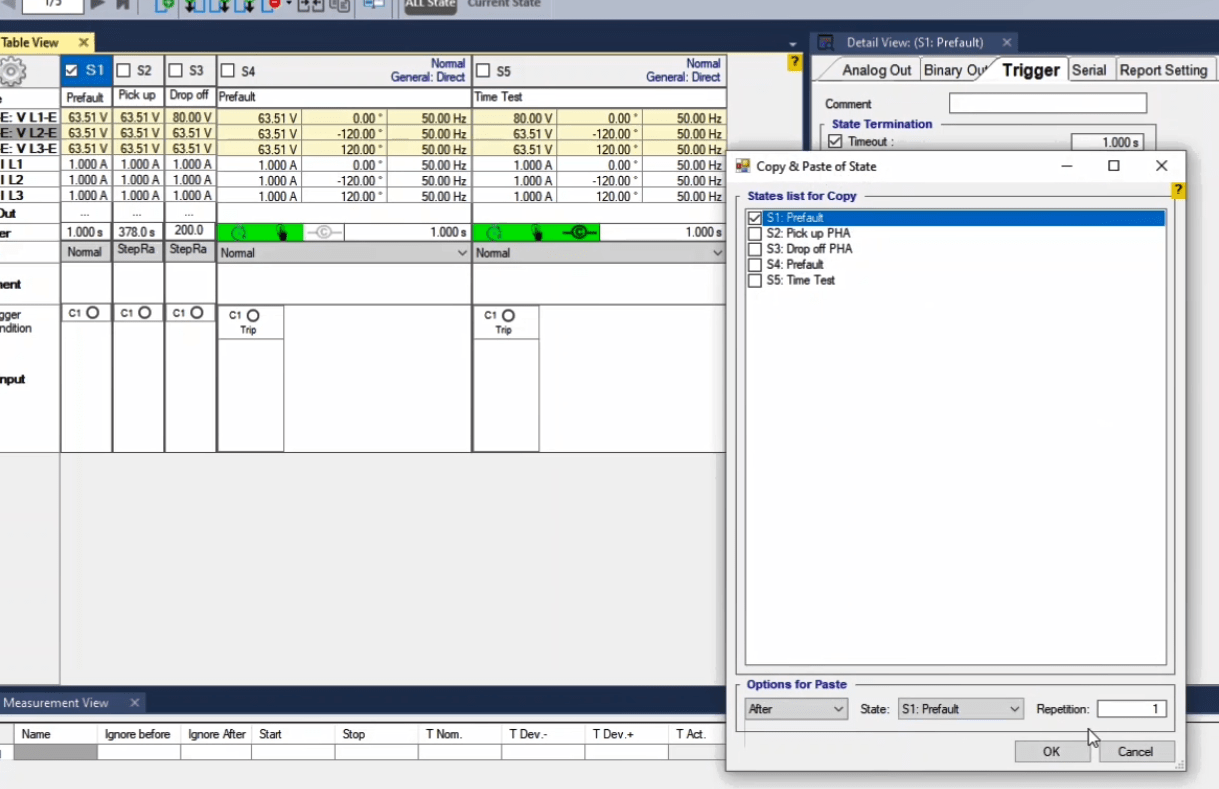 1/5
ALL State
Current State
Table View ×
Detail View: (S1: Prefault) ×
S1 S2 S3 S4 Normal S5 Normal ?
General: Direct General: Direct
Prefault Pick up Drop off Prefault Time Test
E: V L1-E 63.51 V 63.51 V 80.00 V 63.51 V 0.00 ° 50.00 Hz 80.00 V 0.00 ° 50.00 Hz
E: V L2-E 63.51 V 63.51 V 63.51 V 63.51 V -120.00 ° 50.00 Hz 63.51 V -120.00 ° 50.00 Hz
E: V L3-E 63.51 V 63.51 V 63.51 V 63.51 V 120.00 ° 50.00 Hz 63.51 V 120.00 ° 50.00 Hz
I L1 1.000 A 1.000 A 1.000 A 1.000 A 0.00 ° 50.00 Hz 1.000 A 0.00 ° 50.00 Hz
I L2 1.000 A 1.000 A 1.000 A 1.000 A -120.00 ° 50.00 Hz 1.000 A -120.00 ° 50.00 Hz
I L3 1.000 A 1.000 A 1.000 A 1.000 A 120.00 ° 50.00 Hz 1.000 A 120.00 ° 50.00 Hz
Out ... ... ...
er 1.000 s 378.0 s 200.0 C 1.000 s C 1.000 s
Normal StepRa StepRa Normal Normal
ment
gger C1 C1 C1 C1 C1
ndition Trip Trip
nput
Analog Out Binary Out Trigger Serial Report Setting
Comment
State Termination
Timeout : 1.000 s
Copy & Paste of State
?
States list for Copy
S1: Prefault
S2: Pick up PHA
S3: Drop off PHA
S4: Prefault
S5: Time Test
Options for Paste
After State: S1: Prefault Repetition: 1
OK Cancel
Measurement View ×
Name Ignore before Ignore After Start Stop T Nom. T Dev.- T Dev.+ T Act.